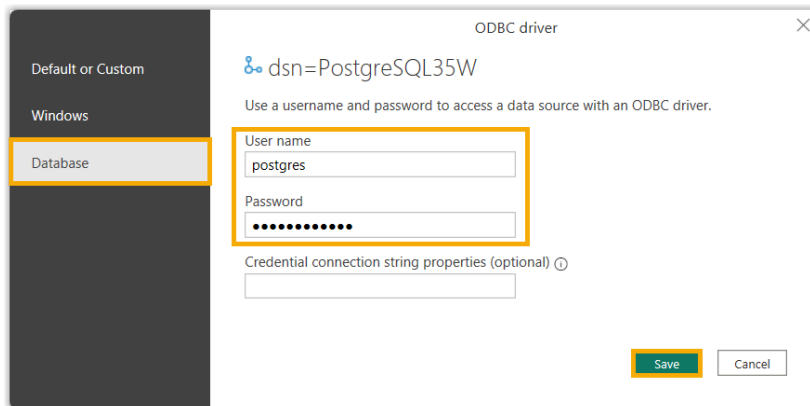 ODBC driver
Default or Custom
Windows
Database
dsn=PostgreSQL35W
Use a username and password to access a data source with an ODBC driver.
User name
postgres
Password
●●●●●●●●●●●●
Credential connection string properties (optional)
Save
Cancel